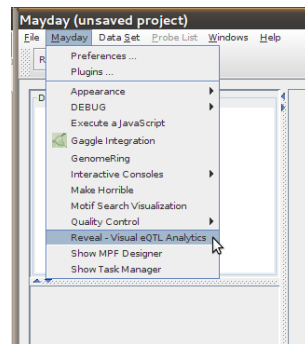 Mayday (unsaved project)
File Mayday Data Set Probe List Windows Help
R
Preferences ...
Plugins ...
D
Appearance
DEBUG
Execute a JavaScript
Gaggle Integration
GenomeRing
Interactive Consoles
Make Horrible
Motif Search Visualization
Quality Control
Reveal - Visual eQTL Analytics
Show MPF Designer
Show Task Manager